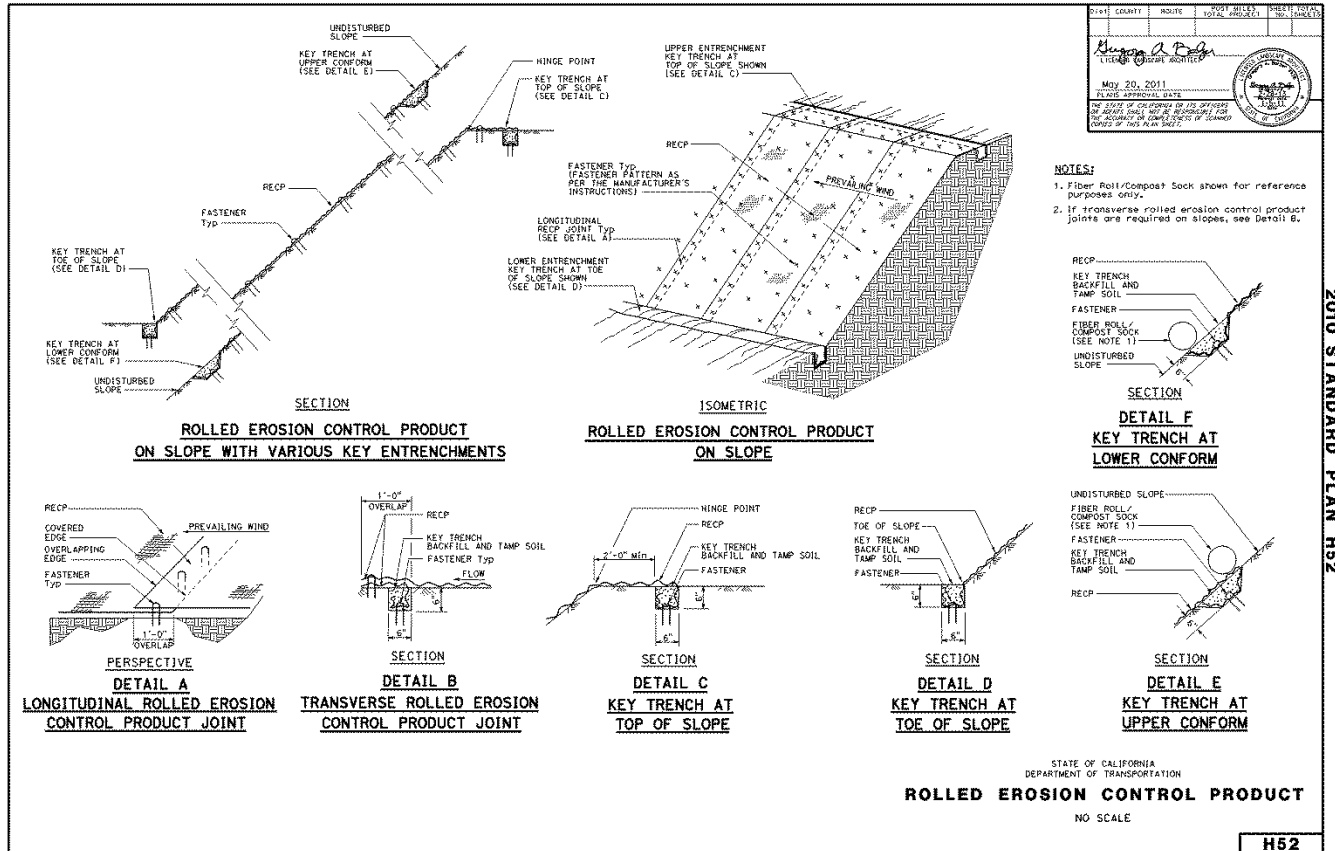 Dist COUNTY ROUTE POST MILES TOTAL PROJECT SHEET No. TOTAL SHEETS
LICENSED LANDSCAPE ARCHITECT
May 20, 2011
PLANS APPROVAL DATE
THE STATE OF CALIFORNIA OR ITS OFFICERS
OR AGENTS SHALL NOT BE RESPONSIBLE FOR
THE ACCURACY OR COMPLETENESS OF SCANNED
COPIES OF THIS PLAN SHEET.
NOTES:
1. Fiber Roll/Compost Sock shown for reference
purposes only.
2. If transverse rolled erosion control product
joints are required on slopes, see Detail B.
UNDISTURBED
SLOPE
KEY TRENCH AT
UPPER CONFORM
(SEE DETAIL E)
HINGE POINT
KEY TRENCH AT
TOP OF SLOPE
(SEE DETAIL C)
RECP
FASTENER
Typ
KEY TRENCH AT
TOE OF SLOPE
(SEE DETAIL D)
KEY TRENCH AT
LOWER CONFORM
(SEE DETAIL F)
UNDISTURBED
SLOPE
SECTION
ROLLED EROSION CONTROL PRODUCT
ON SLOPE WITH VARIOUS KEY ENTRENCHMENTS
UPPER ENTRENCHMENT
KEY TRENCH AT
TOP OF SLOPE SHOWN
(SEE DETAIL C)
RECP
FASTENER Typ
(FASTENER PATTERN AS
PER THE MANUFACTURER'S
INSTRUCTIONS)
PREVAILING WIND
LONGITUDINAL
RECP JOINT Typ
(SEE DETAIL A)
LOWER ENTRENCHMENT
KEY TRENCH AT TOE
OF SLOPE SHOWN
(SEE DETAIL D)
ISOMETRIC
ROLLED EROSION CONTROL PRODUCT
ON SLOPE
RECP
KEY TRENCH
BACKFILL AND
TAMP SOIL
FASTENER
FIBER ROLL/
COMPOST SOCK
(SEE NOTE 1)
UNDISTURBED
SLOPE
6"
SECTION
DETAIL F
KEY TRENCH AT
LOWER CONFORM
RECP
COVERED
EDGE
OVERLAPPING
EDGE
FASTENER
Typ
PREVAILING WIND
1'-0"
OVERLAP
PERSPECTIVE
DETAIL A
LONGITUDINAL ROLLED EROSION
CONTROL PRODUCT JOINT
1'-0"
OVERLAP
RECP
KEY TRENCH
BACKFILL AND TAMP SOIL
FASTENER Typ
FLOW
6"
6"
SECTION
DETAIL B
TRANSVERSE ROLLED EROSION
CONTROL PRODUCT JOINT
HINGE POINT
RECP
2'-0" Min
KEY TRENCH
BACKFILL AND TAMP SOIL
FASTENER
6"
6"
SECTION
DETAIL C
KEY TRENCH AT
TOP OF SLOPE
RECP
TOE OF SLOPE
KEY TRENCH
BACKFILL AND
TAMP SOIL
FASTENER
6"
6"
SECTION
DETAIL D
KEY TRENCH AT
TOE OF SLOPE
UNDISTURBED SLOPE
FIBER ROLL/
COMPOST SOCK
(SEE NOTE 1)
FASTENER
KEY TRENCH
BACKFILL AND
TAMP SOIL
RECP
6"
SECTION
DETAIL E
KEY TRENCH AT
UPPER CONFORM
2010 STANDARD PLAN H52
STATE OF CALIFORNIA
DEPARTMENT OF TRANSPORTATION
ROLLED EROSION CONTROL PRODUCT
NO SCALE
H52